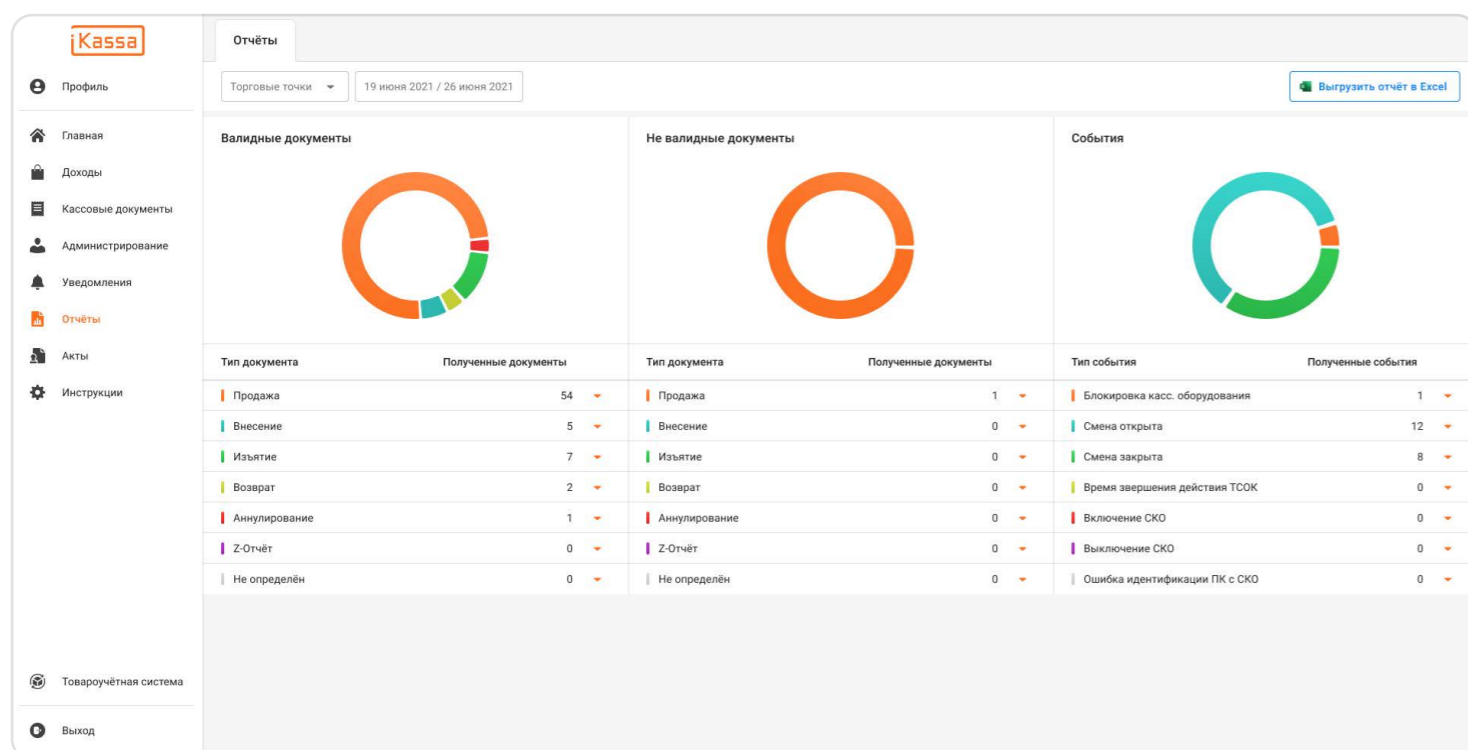 iKassa
Отчёты
Профиль
Торговые точки
19 июня 2021 / 26 июня 2021
Выгрузить отчёт в Excel
Главная
Доходы
Кассовые документы
Администрирование
Уведомления
Отчёты
Акты
Инструкции
Товароучётная система
Выход
Валидные документы
Тип документа Полученные документы
Продажа 54
Внесение 5
Изъятие 7
Возврат 2
Аннулирование 1
Z-Отчёт 0
Не определён 0
Не валидные документы
Тип документа Полученные документы
Продажа 1
Внесение 0
Изъятие 0
Возврат 0
Аннулирование 0
Z-Отчёт 0
Не определён 0
События
Тип события Полученные события
Блокировка касс. оборудования 1
Смена открыта 12
Смена закрыта 8
Время звершения действия ТСОК 0
Включение СКО 0
Выключение СКО 0
Ошибка идентификации ПК с СКО 0